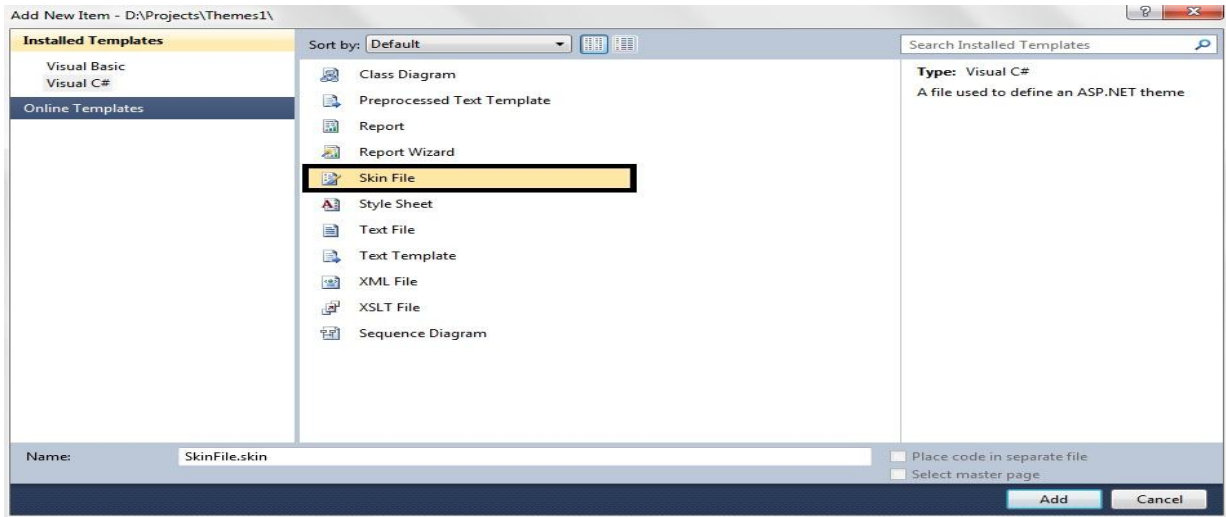 Add New Item - D:\Projects\Themes1\
Installed Templates
Visual Basic
Visual C#
Online Templates
Sort by: Default
Class Diagram
Preprocessed Text Template
Report
Report Wizard
Skin File
Style Sheet
Text File
Text Template
XML File
XSLT File
Sequence Diagram
Search Installed Templates
Type: Visual C#
A file used to define an ASP.NET theme
Name: SkinFile.skin
Place code in separate file
Select master page
Add Cancel